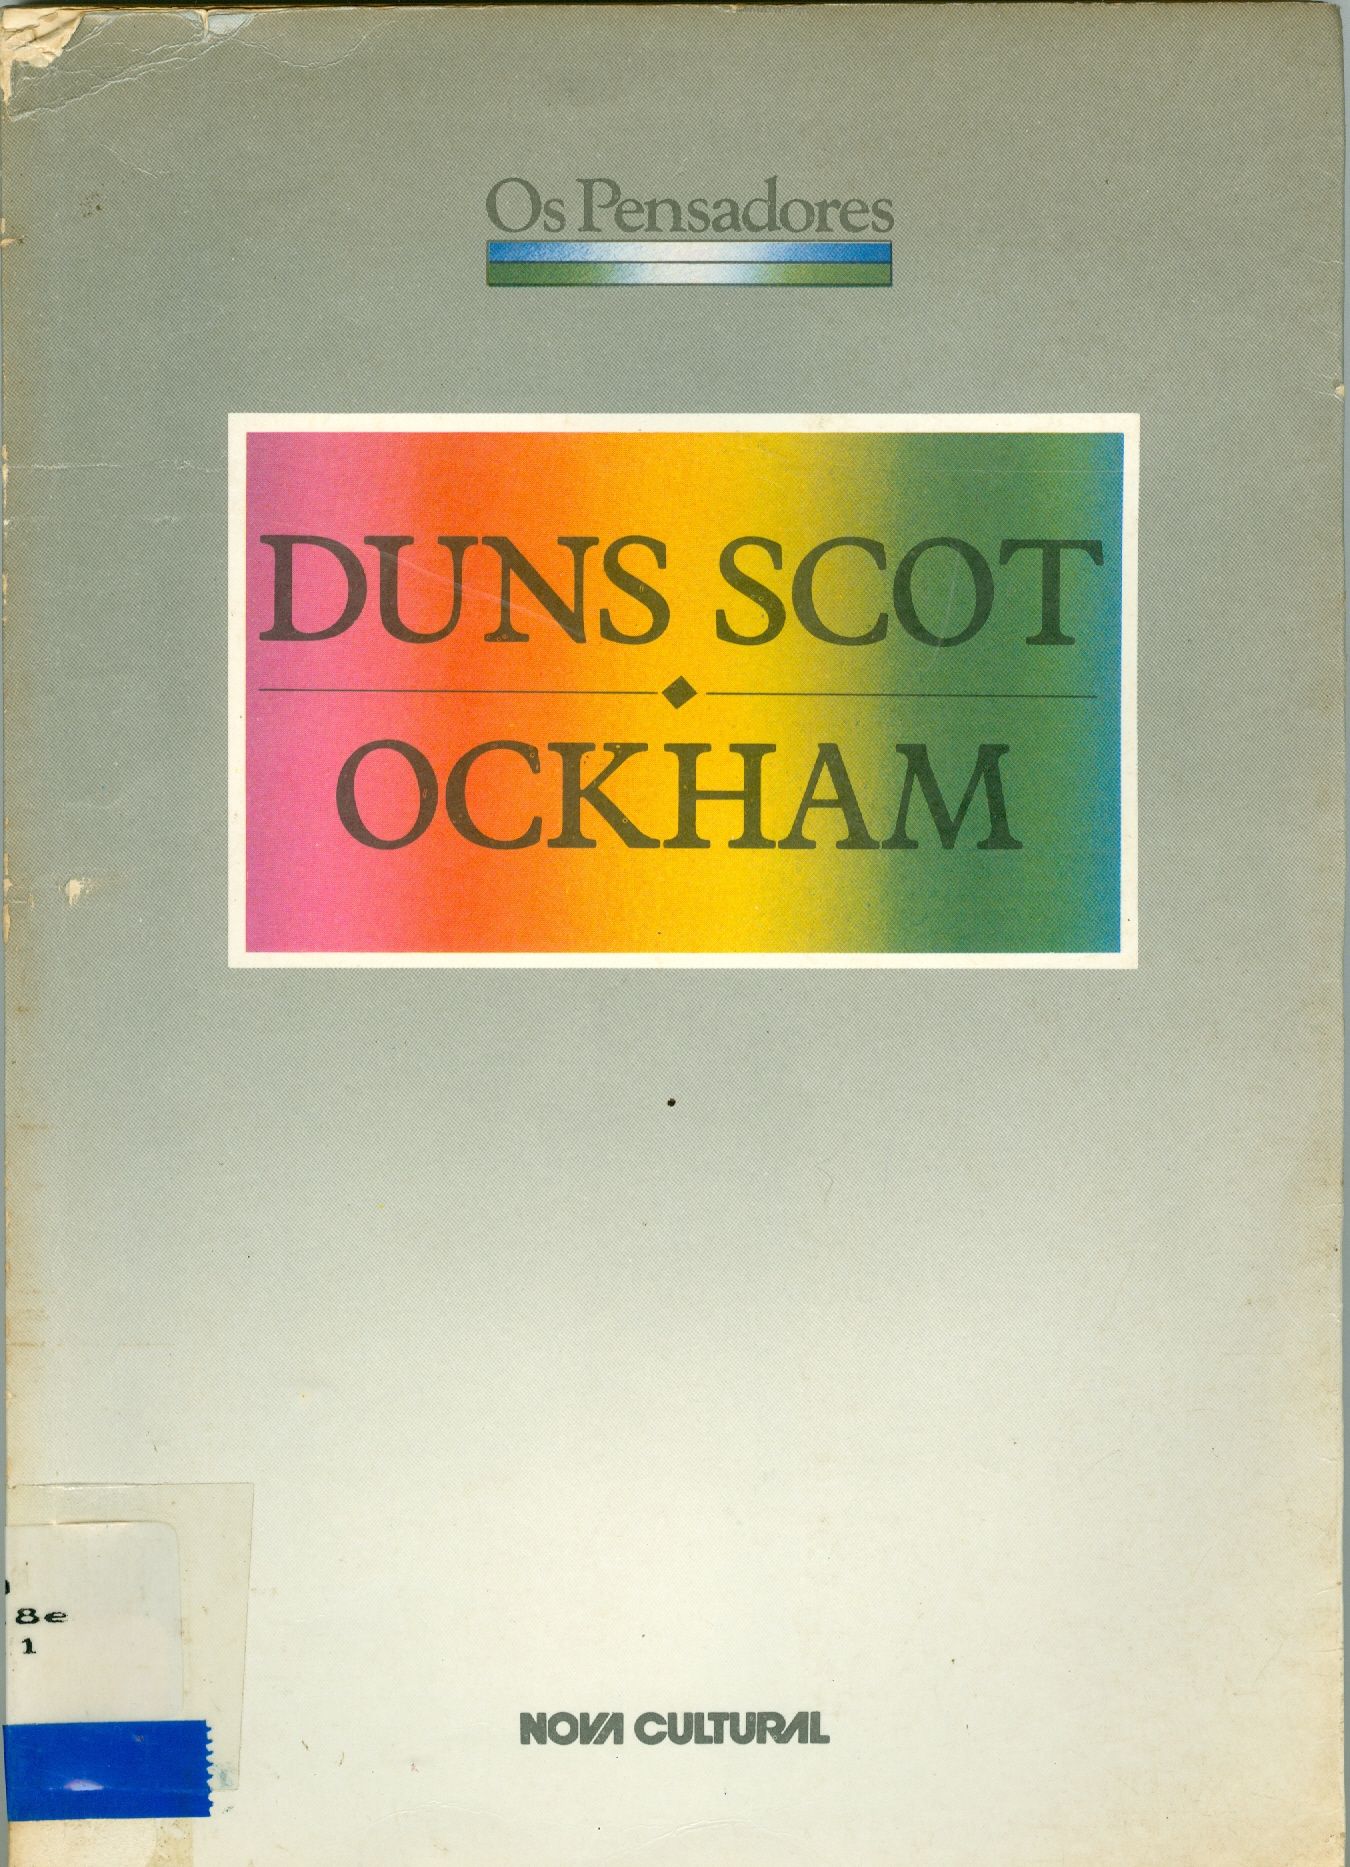 Os Pensadores
DUNS SCOT
OCKHAM
8e
1
NOVA CULTURAL